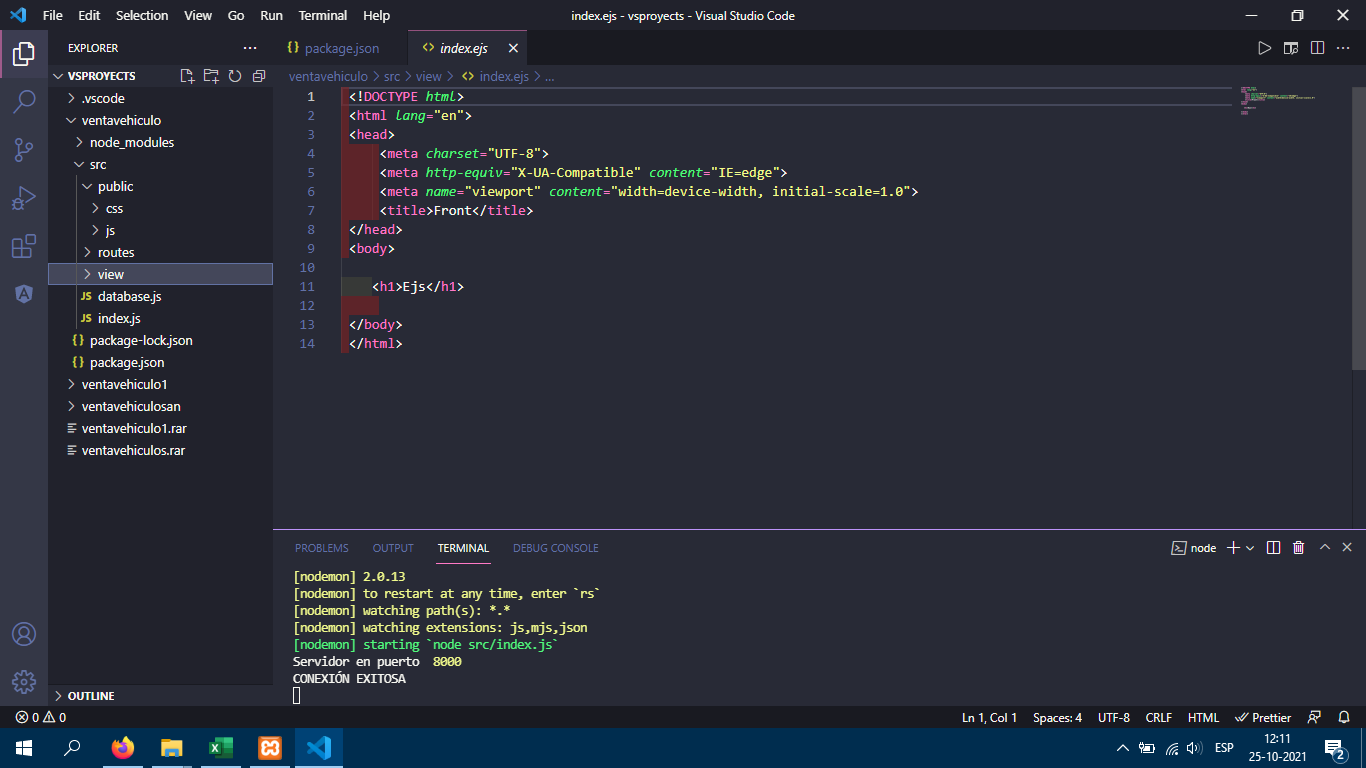 File Edit Selection View Go Run Terminal Help
index.ejs - vsproyects - Visual Studio Code
EXPLORER
VSPROYECTS
.vscode
ventavehiculo
node_modules
src
public
css
js
routes
view
JS database.js
JS index.js
{} package-lock.json
{} package.json
ventavehiculo1
ventavehiculosan
ventavehiculo1.rar
ventavehiculos.rar
OUTLINE
{} package.json <> index.ejs
ventavehiculo > src > view > <> index.ejs > ...
1 <!DOCTYPE html>
2 <html lang="en">
3 <head>
4 <meta charset="UTF-8">
5 <meta http-equiv="X-UA-Compatible" content="IE=edge">
6 <meta name="viewport" content="width=device-width, initial-scale=1.0">
7 <title>Front</title>
8 </head>
9 <body>
10
11 <h1>Ejs</h1>
12
13 </body>
14 </html>
PROBLEMS OUTPUT TERMINAL DEBUG CONSOLE
node
[nodemon] 2.0.13
[nodemon] to restart at any time, enter `rs`
[nodemon] watching path(s): *.*
[nodemon] watching extensions: js,mjs,json
[nodemon] starting `node src/index.js`
Servidor en puerto 8000
CONEXIÓN EXITOSA
0 0
Ln 1, Col 1 Spaces: 4 UTF-8 CRLF HTML Prettier
ESP
12:11
25-10-2021
2